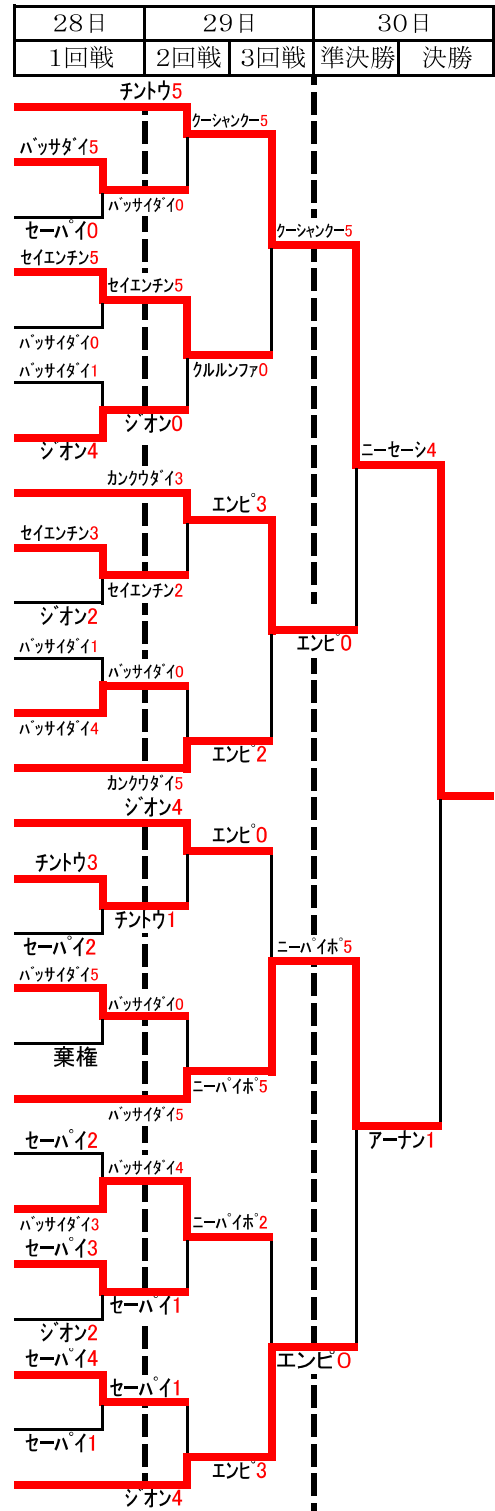 28日 29日 30日
1回戦 2回戦 3回戦 準決勝 決勝
チントウ5
クーシャンクー5
バッサダイ5
バッサイダイ0
セーパイ0
クーシャンクー5
セイエンチン5
セイエンチン5
バッサイダイ0
バッサイダイ1
クルルンファ0
ジオン0
ジオン4
ニーセーシ4
カンクウダイ3
エンピ3
セイエンチン3
セイエンチン2
ジオン2
バッサイダイ1
エンピ0
バッサイダイ0
バッサイダイ4
エンピ2
カンクウダイ5
ジオン4
エンピ0
チントウ3
チントウ1
セーパイ2
ニーパイポ5
バッサイダイ5
バッサイダイ0
棄権
ニーパイポ5
バッサイダイ5
アーナン1
セーパイ2
バッサイダイ4
バッサイダイ3
ニーパイポ2
セーパイ3
セーパイ1
ジオン2
エンピ0
セーパイ4
セーパイ1
セーパイ1
エンピ3
ジオン4